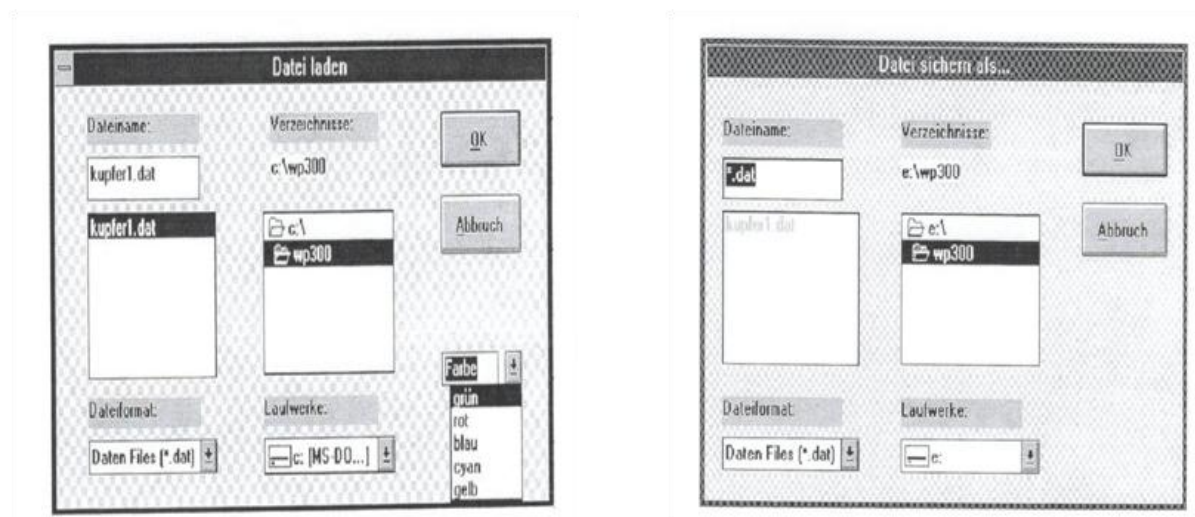 Datei laden
Dateiname:
Verzeichnisse:
OK
kupfer1.dat
c:\wp300
kupfer1.dat
c:\
Abbruch
wp300
Farbe
grün
rot
blau
cyan
gelb
Dateiformat:
Laufwerke:
Daten Files (*.dat)
c: [MS-DO...]
Datei sichern als...
Dateiname:
Verzeichnisse:
OK
*.dat
e:\wp300
kupfer1.dat
e:\
Abbruch
wp300
Dateiformat:
Laufwerke:
Daten Files (*.dat)
e: